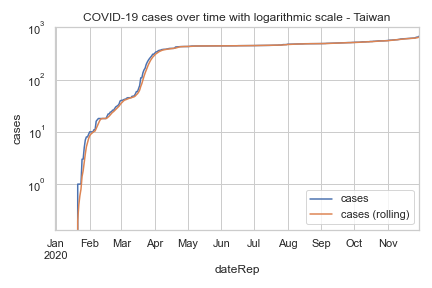 COVID-19 cases over time with logarithmic scale - Taiwan
10³
10²
10¹
10⁰
cases
cases
cases (rolling)
Jan Feb Mar Apr May Jun Jul Aug Sep Oct Nov
2020
dateRep